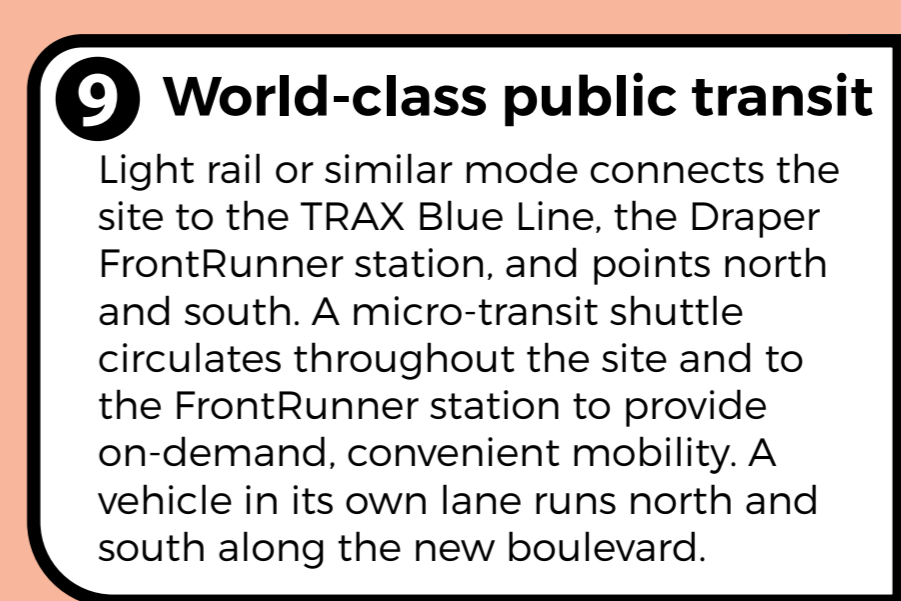 9 World-class public transit
Light rail or similar mode connects the
site to the TRAX Blue Line, the Draper
FrontRunner station, and points north
and south. A micro-transit shuttle
circulates throughout the site and to
the FrontRunner station to provide
on-demand, convenient mobility. A
vehicle in its own lane runs north and
south along the new boulevard.